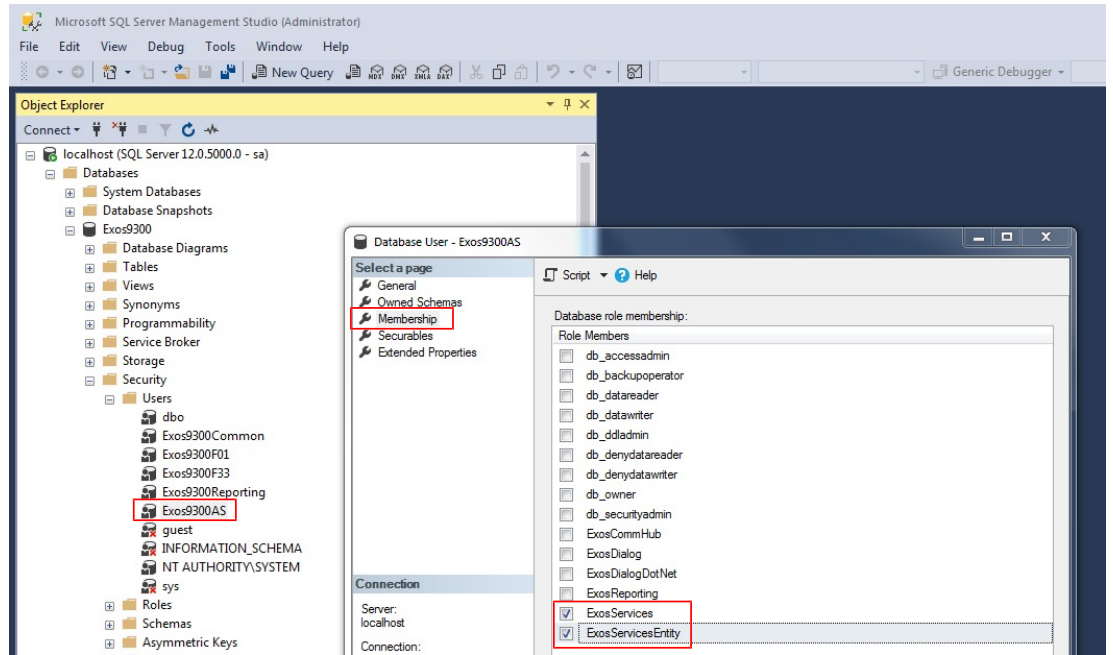 Microsoft SQL Server Management Studio (Administrator)
File Edit View Debug Tools Window Help
New Query MDX DMX XMLA DAX Generic Debugger
Object Explorer
Connect
localhost (SQL Server 12.0.5000.0 - sa)
Databases
System Databases
Database Snapshots
Exos9300
Database Diagrams
Tables
Views
Synonyms
Programmability
Service Broker
Storage
Security
Users
dbo
Exos9300Common
Exos9300F01
Exos9300F33
Exos9300Reporting
Exos9300AS
guest
INFORMATION_SCHEMA
NT AUTHORITY\SYSTEM
sys
Roles
Schemas
Asymmetric Keys
Database User - Exos9300AS
Select a page
General
Owned Schemas
Membership
Securables
Extended Properties
Connection
Server:
localhost
Connection:
Script Help
Database role membership:
Role Members
db_accessadmin
db_backupoperator
db_datareader
db_datawriter
db_ddladmin
db_denydatareader
db_denydatawriter
db_owner
db_securityadmin
ExosCommHub
ExosDialog
ExosDialogDotNet
ExosReporting
ExosServices
ExosServicesEntity